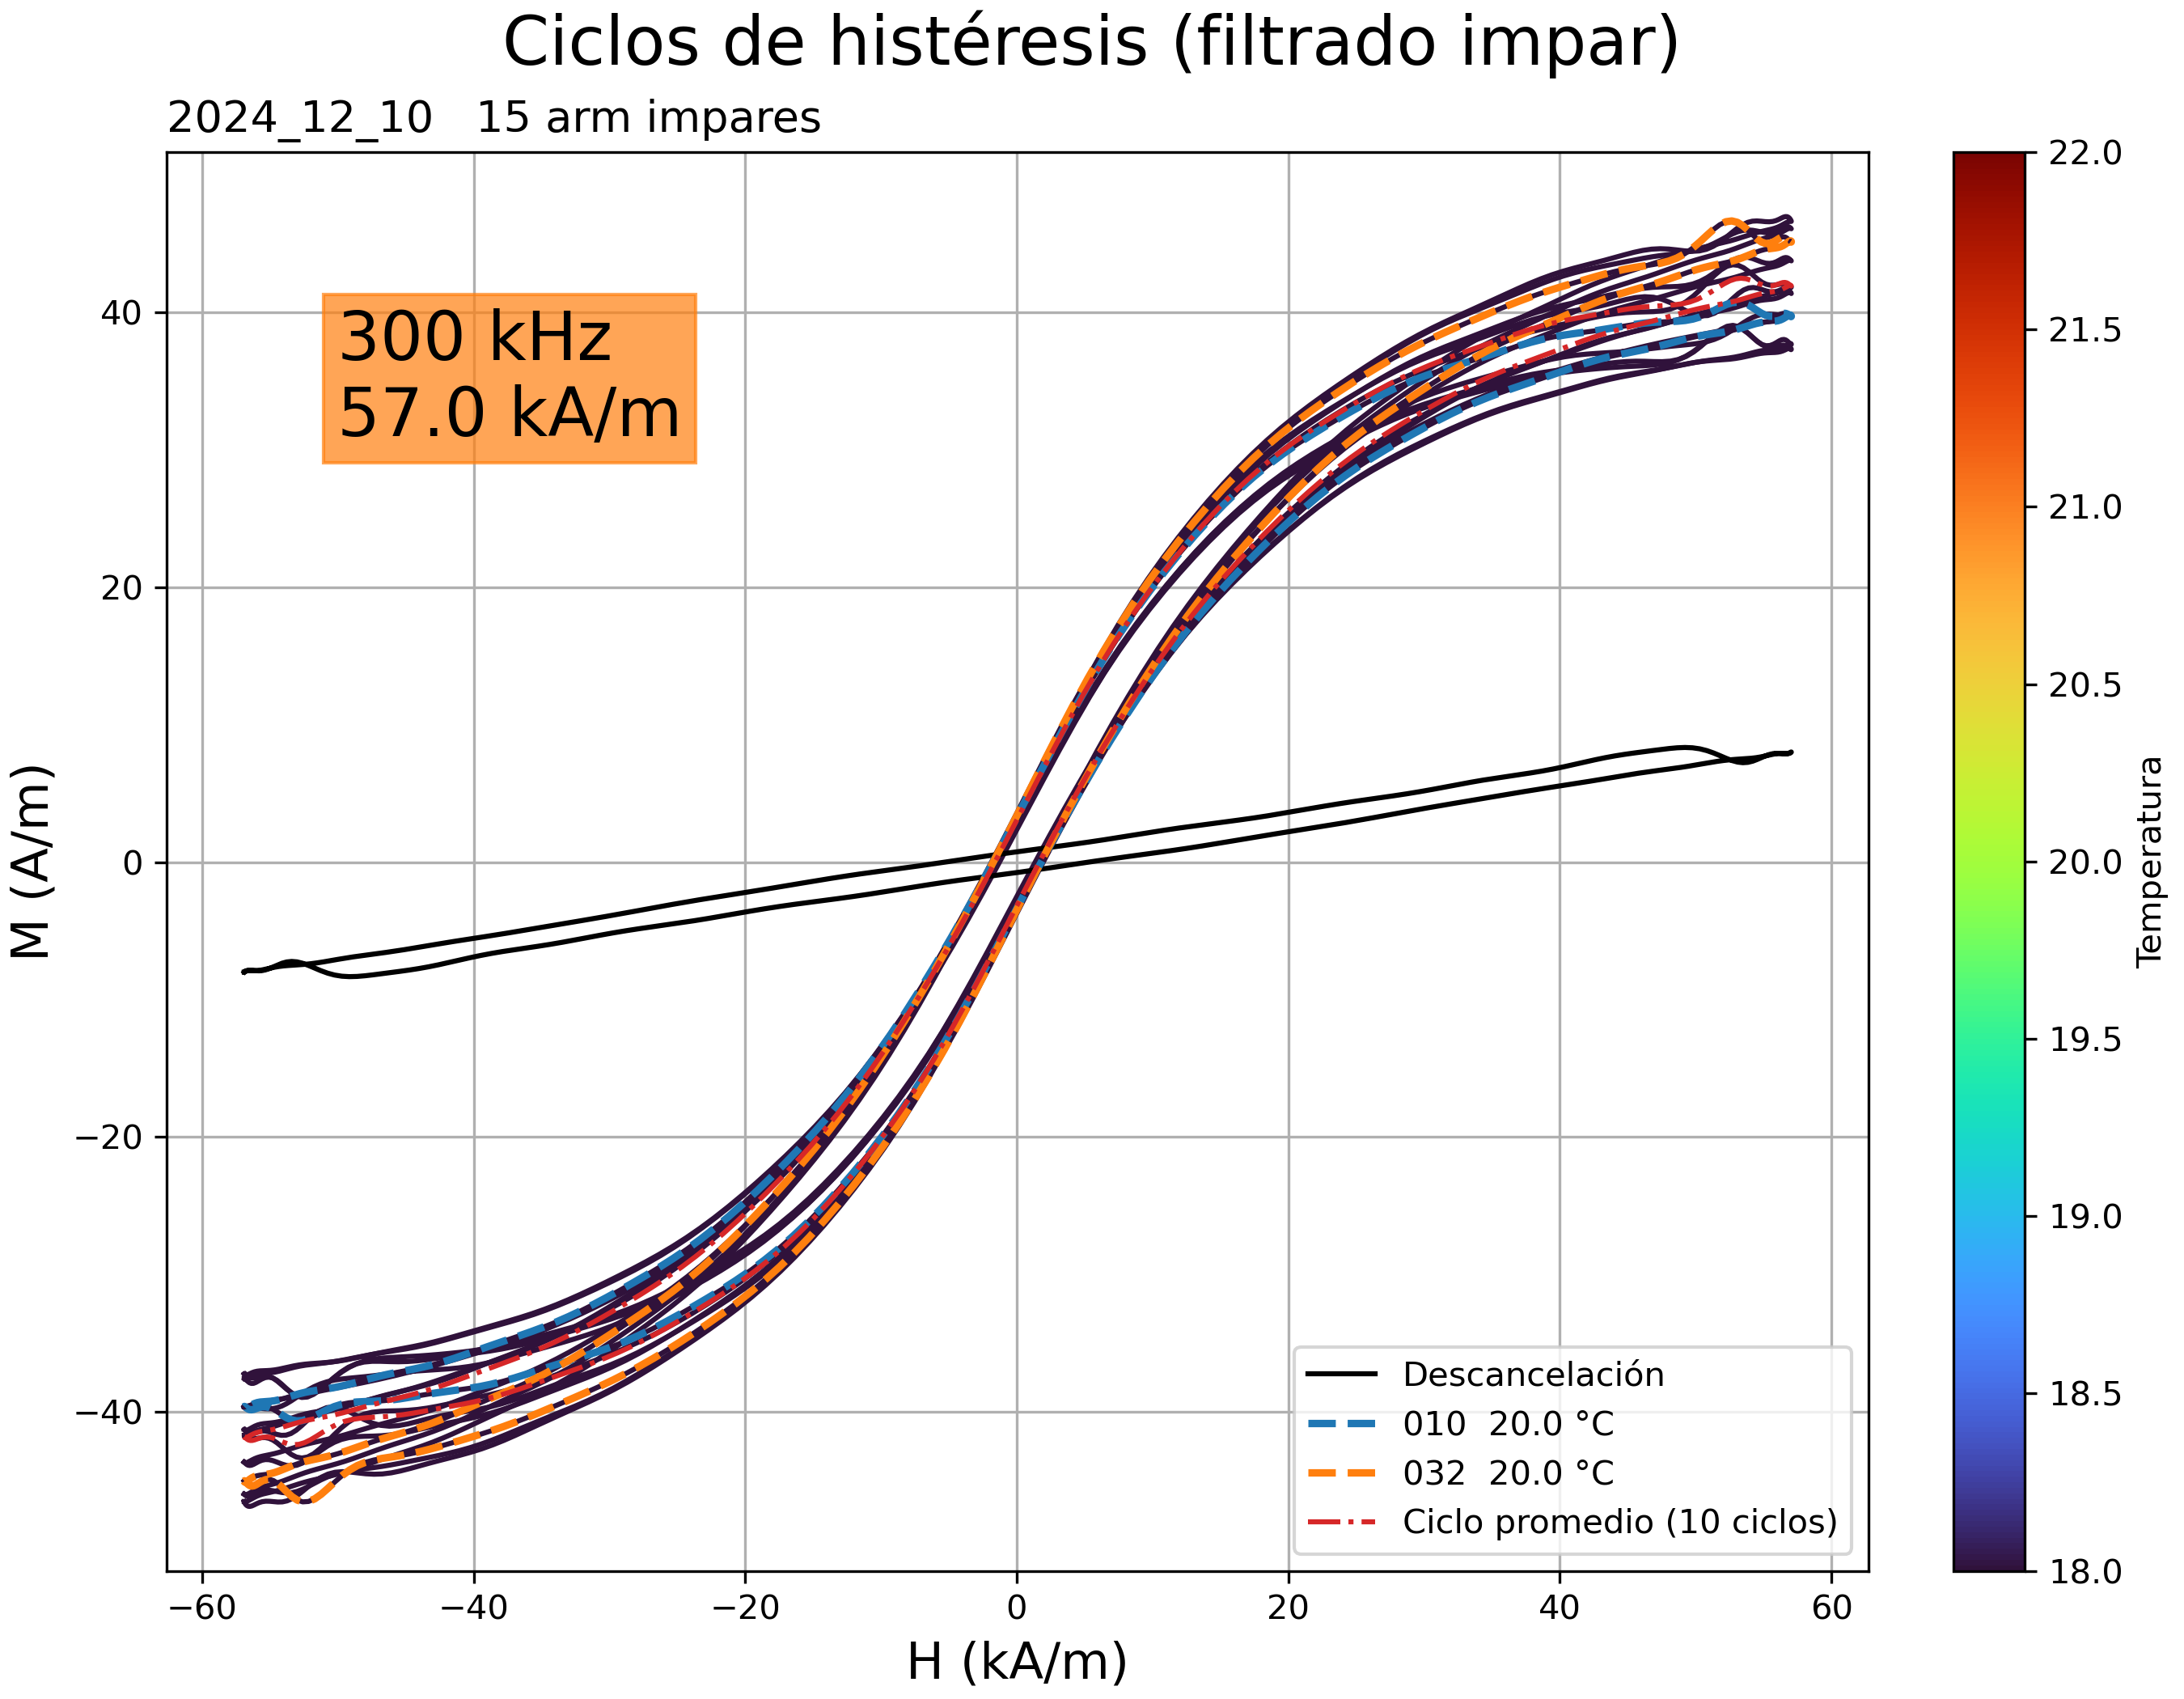 Ciclos de histéresis (filtrado impar)
2024_12_10   15 arm impares
300 kHz
57.0 kA/m
M (A/m)
40
20
0
−20
−40
−60
−40
−20
0
20
40
60
H (kA/m)
Descancelación
010  20.0 °C
032  20.0 °C
Ciclo promedio (10 ciclos)
22.0
21.5
21.0
20.5
20.0
19.5
19.0
18.5
18.0
Temperatura